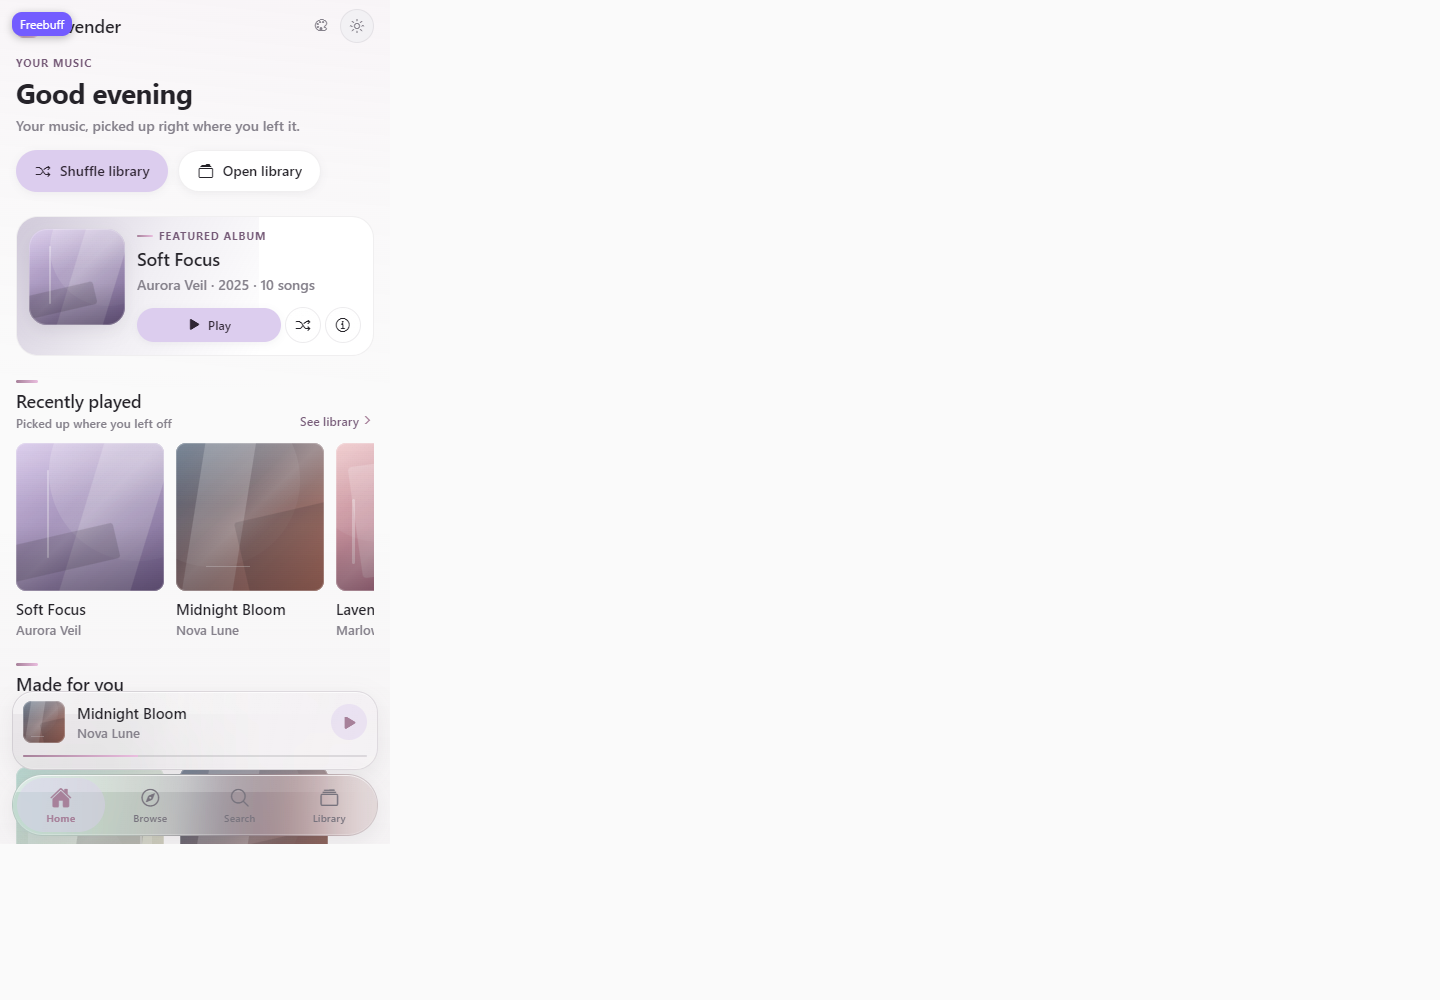 Freebuff
vender
YOUR MUSIC
Good evening
Your music, picked up right where you left it.
Shuffle library
Open library
FEATURED ALBUM
Soft Focus
Aurora Veil · 2025 · 10 songs
Play
Recently played
Picked up where you left off
See library
Soft Focus
Aurora Veil
Midnight Bloom
Nova Lune
Laven
Marlov
Made for you
Midnight Bloom
Nova Lune
Home
Browse
Search
Library